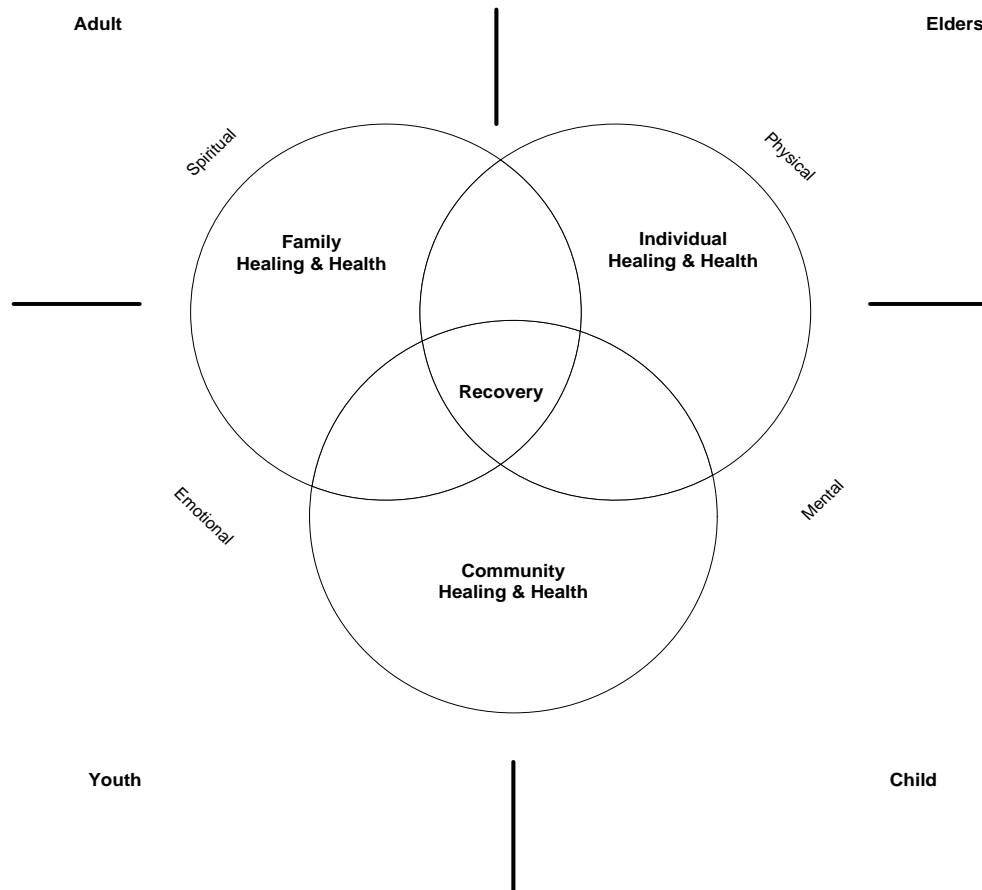 Adult
Elders
Spiritual
Physical
Family
Healing & Health
Individual
Healing & Health
Recovery
Emotional
Mental
Community
Healing & Health
Youth
Child